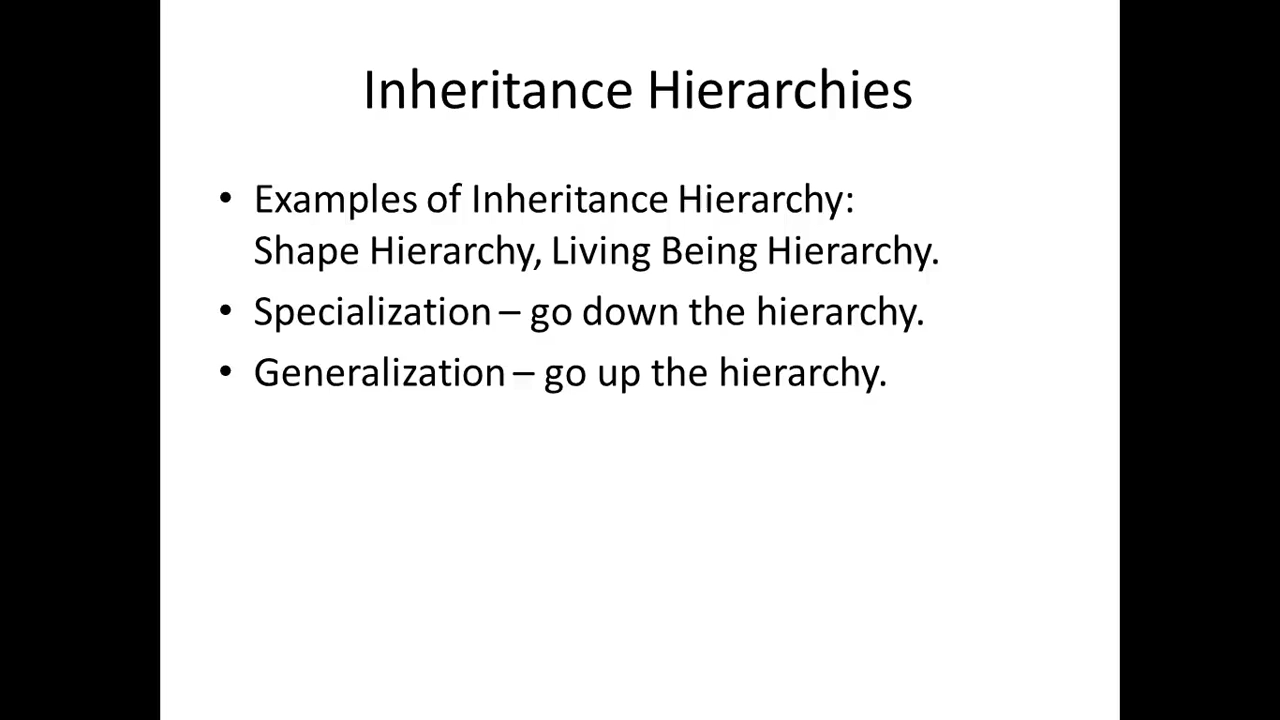 Inheritance Hierarchies
• Examples of Inheritance Hierarchy:
Shape Hierarchy, Living Being Hierarchy.
• Specialization – go down the hierarchy.
• Generalization – go up the hierarchy.